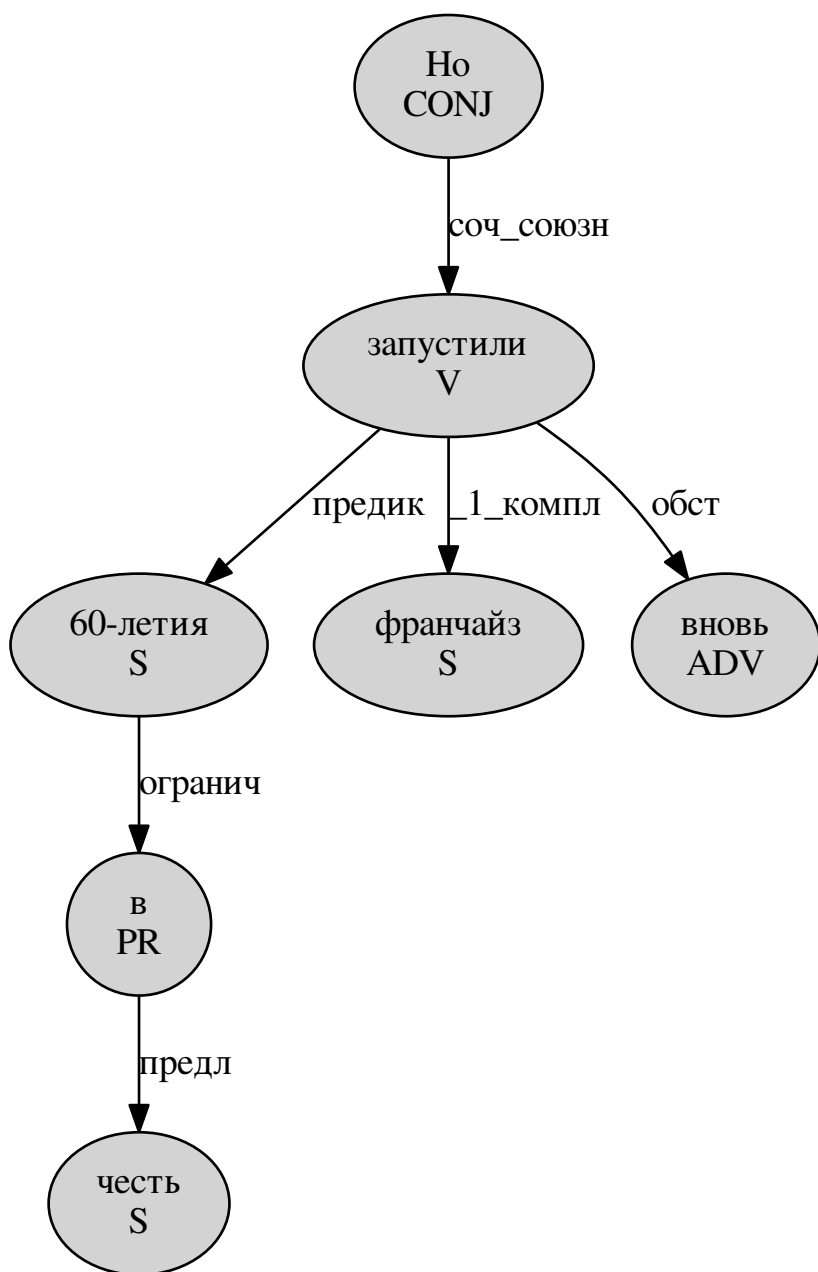 Но
CONJ
соч_союзн
запустили
V
предик
_1_компл
обст
60-летия
S
франчайз
S
вновь
ADV
огранич
в
PR
предл
честь
S